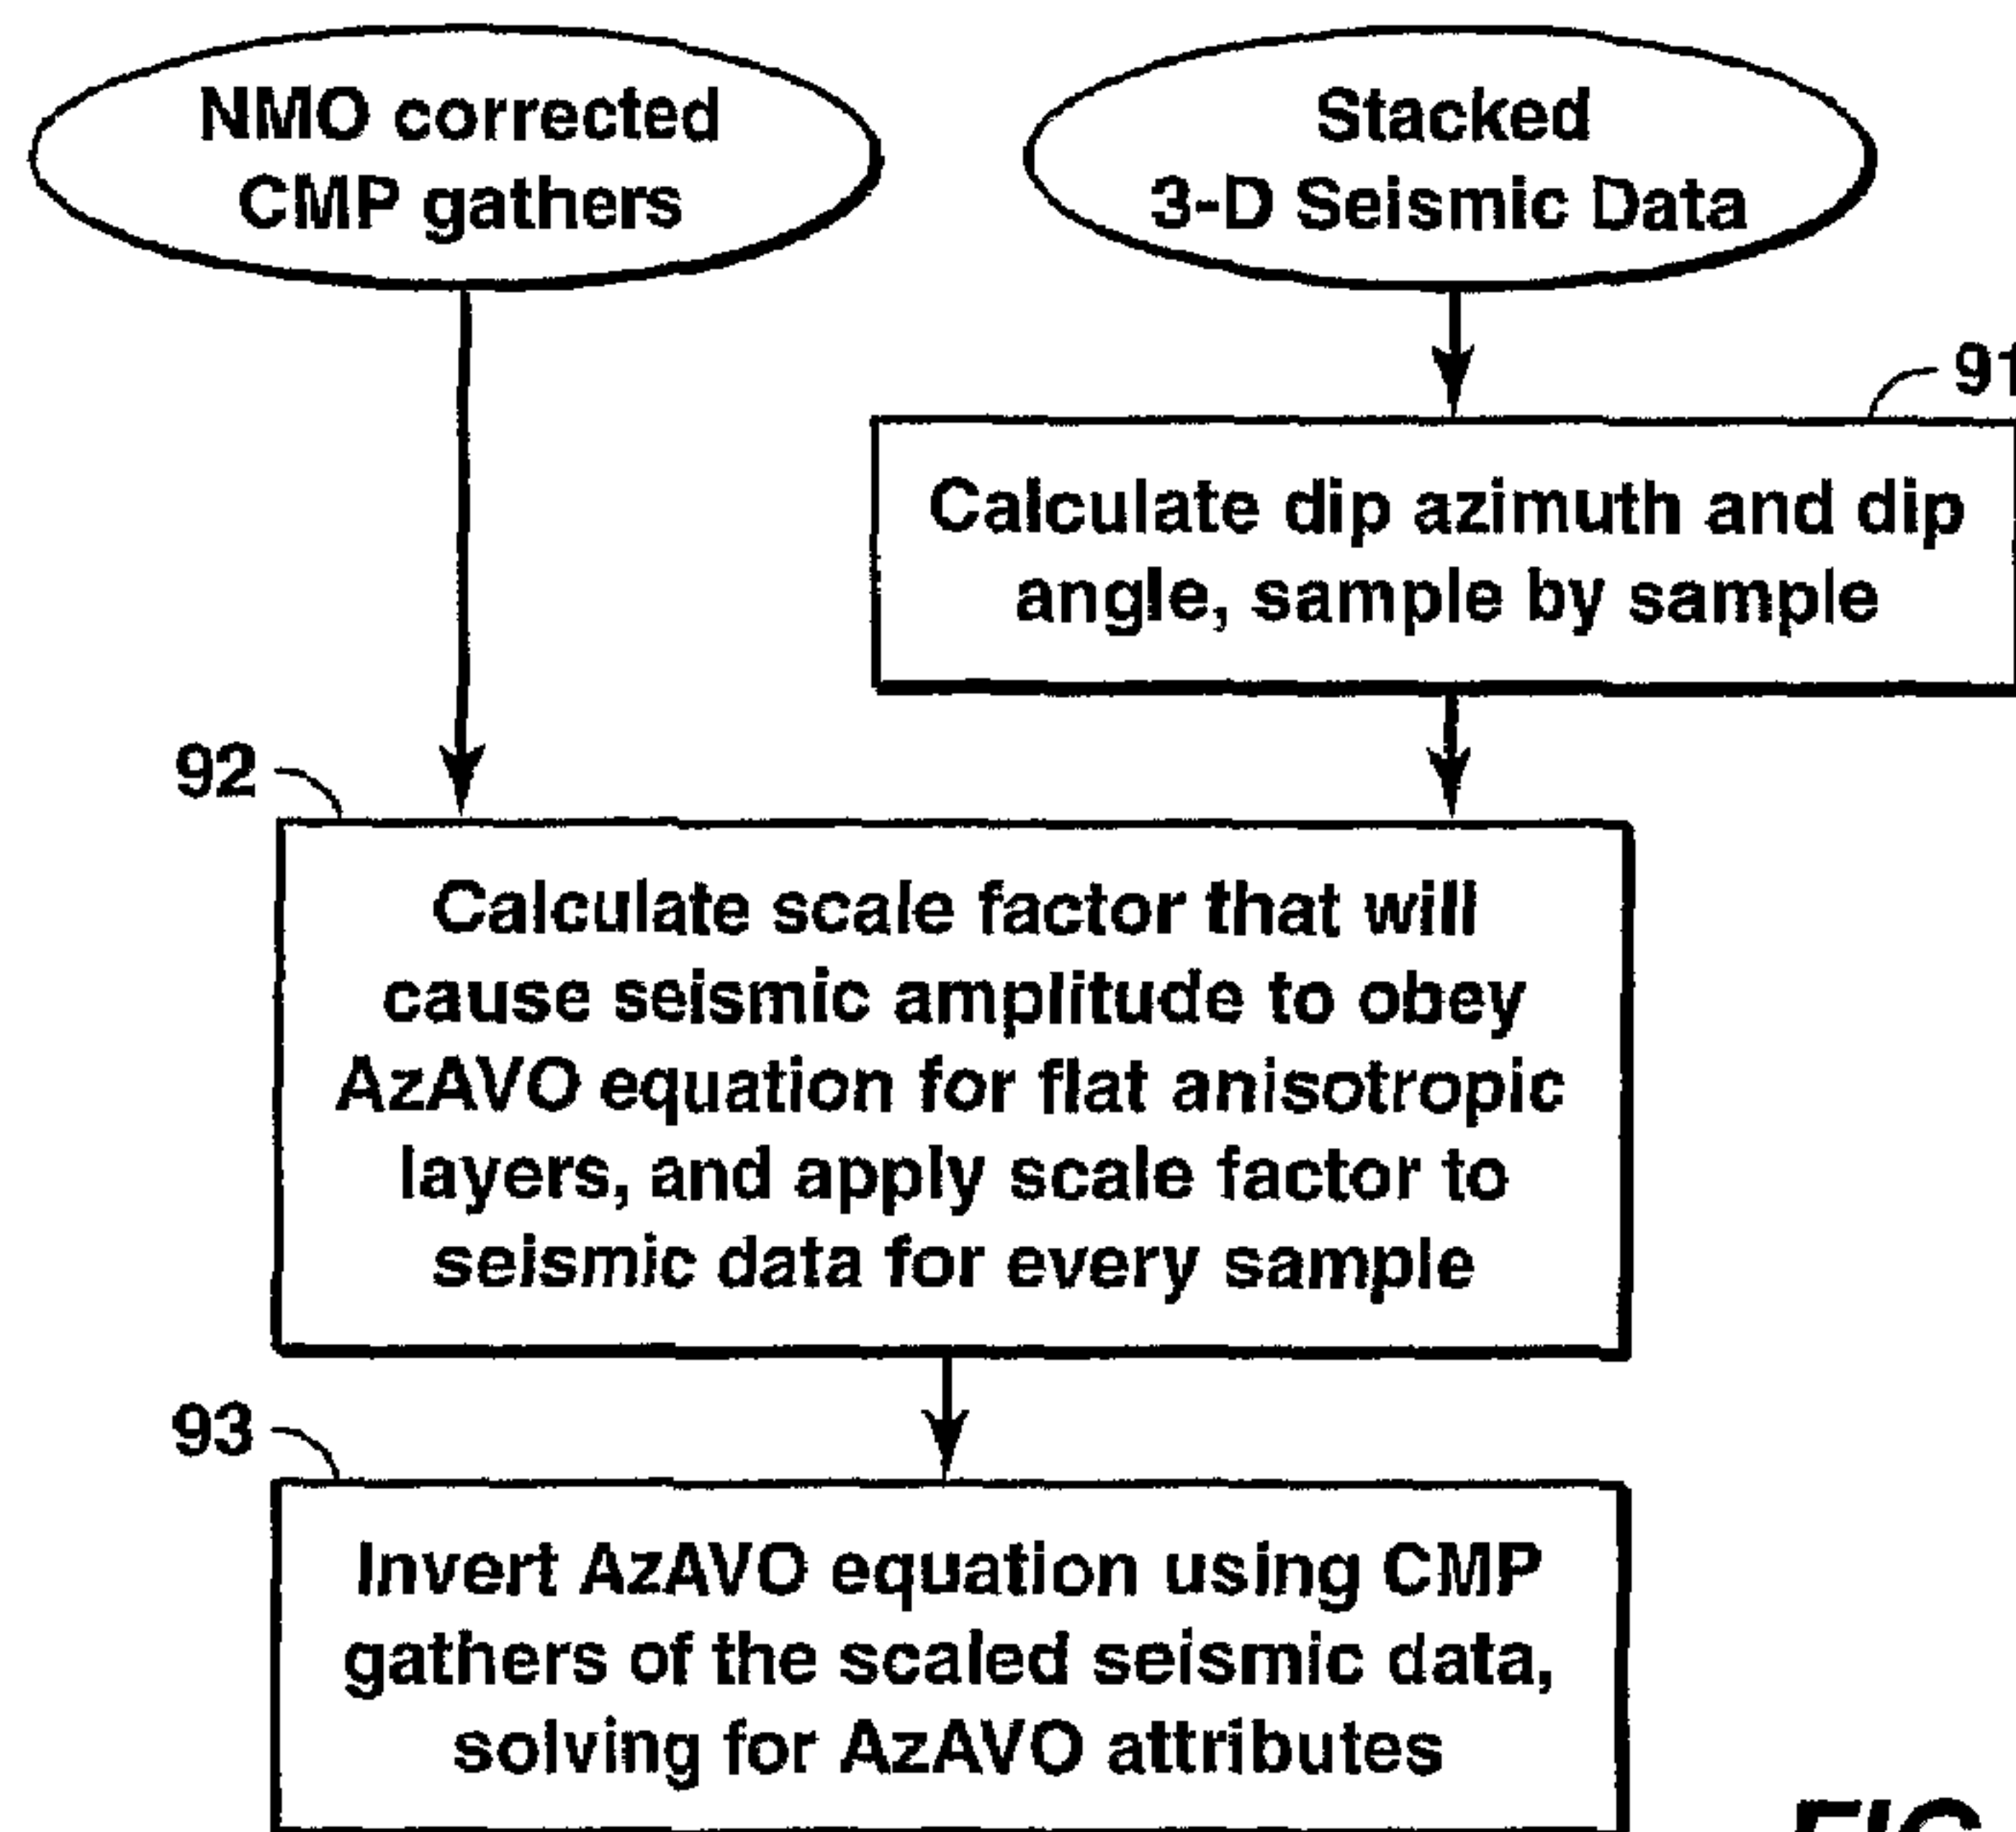 NMO corrected
CMP gathers
Stacked
3-D Seismic Data
91
Calculate dip azimuth and dip
angle, sample by sample
92
Calculate scale factor that will
cause seismic amplitude to obey
AzAVO equation for flat anisotropic
layers, and apply scale factor to
seismic data for every sample
93
Invert AzAVO equation using CMP
gathers of the scaled seismic data,
solving for AzAVO attributes